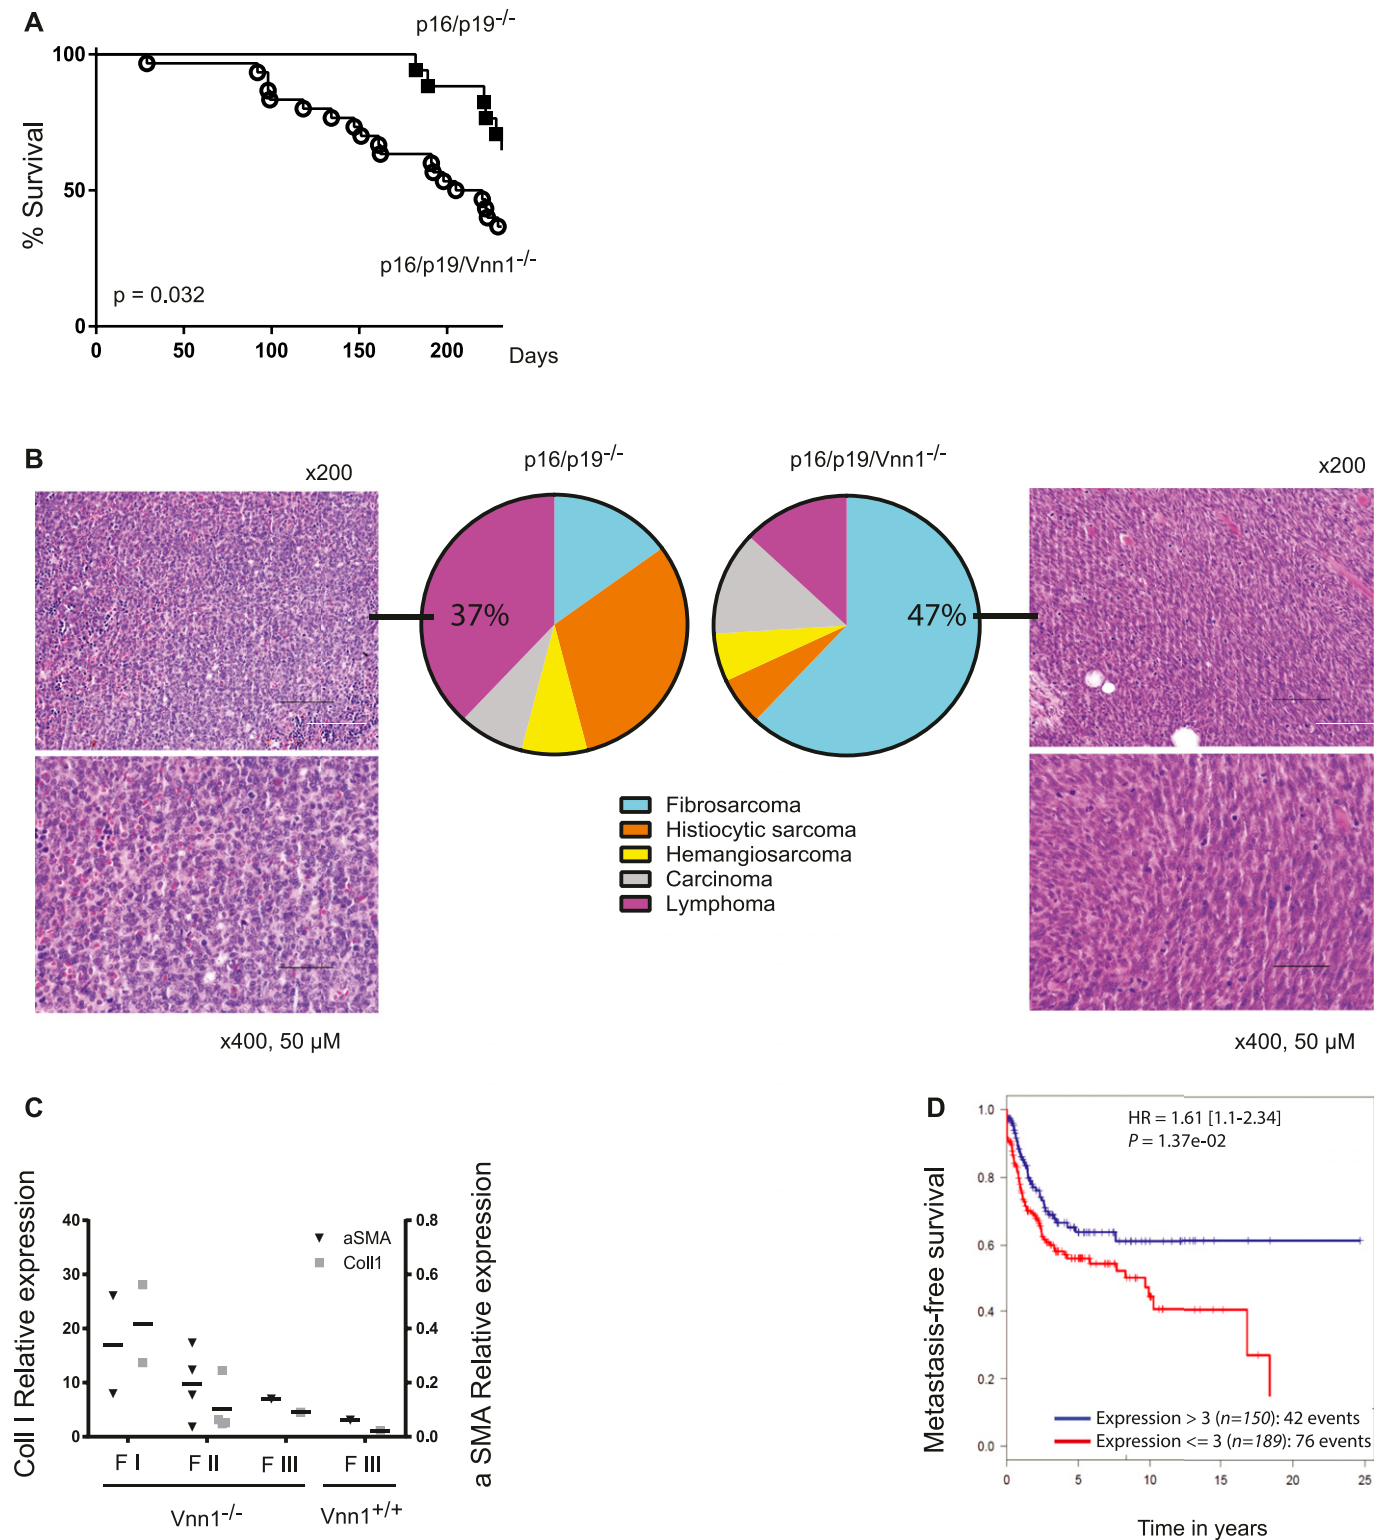 A
p16/p19-/-
100
50
0
% Survival
p16/p19/Vnn1-/-
p = 0.032
0 50 100 150 200 Days
B
x200
p16/p19-/-
p16/p19/Vnn1-/-
x200
37%
47%
Fibrosarcoma
Histiocytic sarcoma
Hemangiosarcoma
Carcinoma
Lymphoma
x400, 50 µM
x400, 50 µM
C
Coll I Relative expression
40
30
20
10
0
aSMA
Coll1
0.8
0.6
0.4
0.2
0.0
a SMA Relative expression
F I F II F III F III
Vnn1-/- Vnn1+/+
D
Metastasis-free survival
1.0
0.8
0.6
0.4
0.2
0.0
HR = 1.61 [1.1-2.34]
P = 1.37e-02
Expression > 3 (n=150): 42 events
Expression <= 3 (n=189): 76 events
0 5 10 15 20 25
Time in years